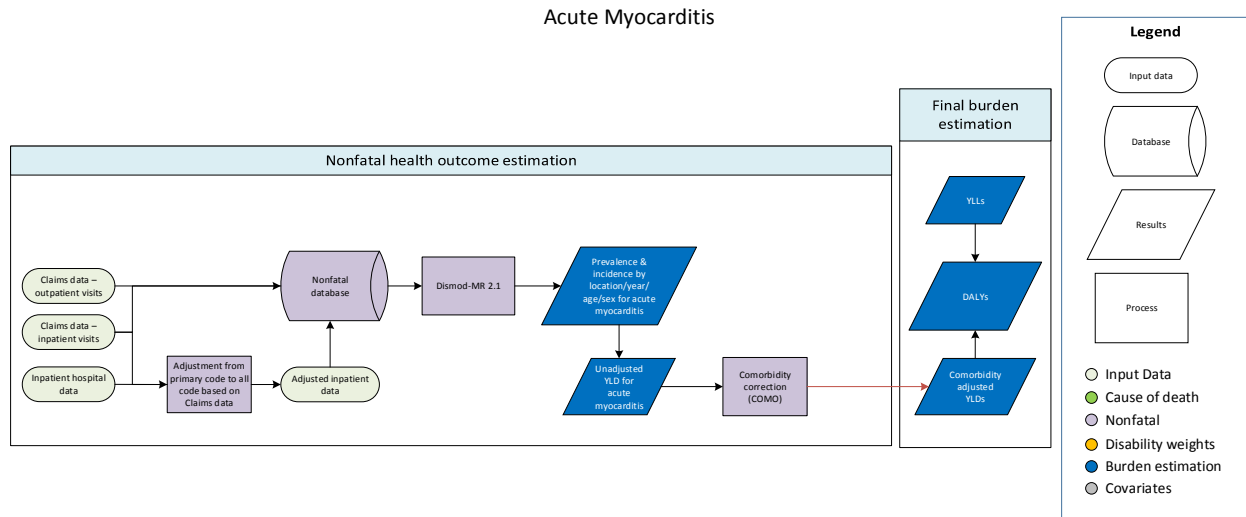 Acute Myocarditis
Nonfatal health outcome estimation
Claims data –
outpatient visits
Claims data –
inpatient visits
Inpatient hospital
data
Adjustment from
primary code to all
code based on
Claims data
Adjusted inpatient
data
Nonfatal
database
Dismod-MR 2.1
Prevalence &
incidence by
location/year/
age/sex for acute
myocarditis
Unadjusted
YLD for
acute
myocarditis
Comorbidity
correction
(COMO)
Final burden
estimation
YLLs
DALYs
Comorbidity
adjusted
YLDs
Legend
Input data
Database
Results
Process
Input Data
Cause of death
Nonfatal
Disability weights
Burden estimation
Covariates